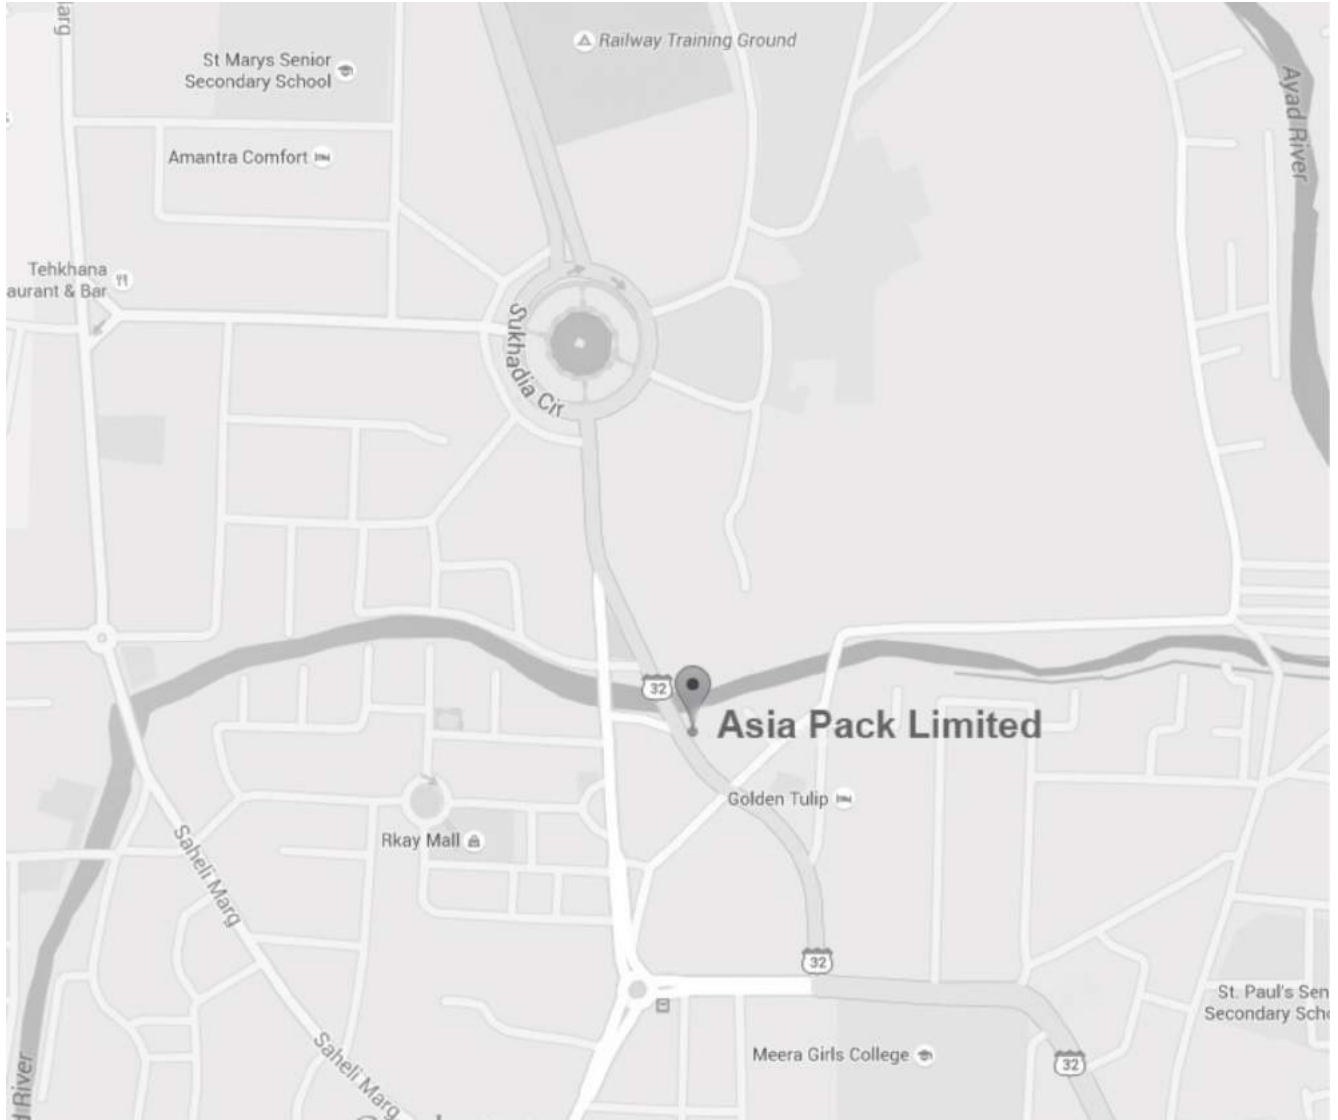 arg
Railway Training Ground
St Marys Senior
Secondary School
Ayad River
Amantra Comfort
Tehkhana
aurant & Bar
Sukhadia Cir
32
Asia Pack Limited
Golden Tulip
Rkay Mall
Saheli Marg
32
St. Paul's Sen
Secondary Scho
Saheli Marg
Meera Girls College
32
d River